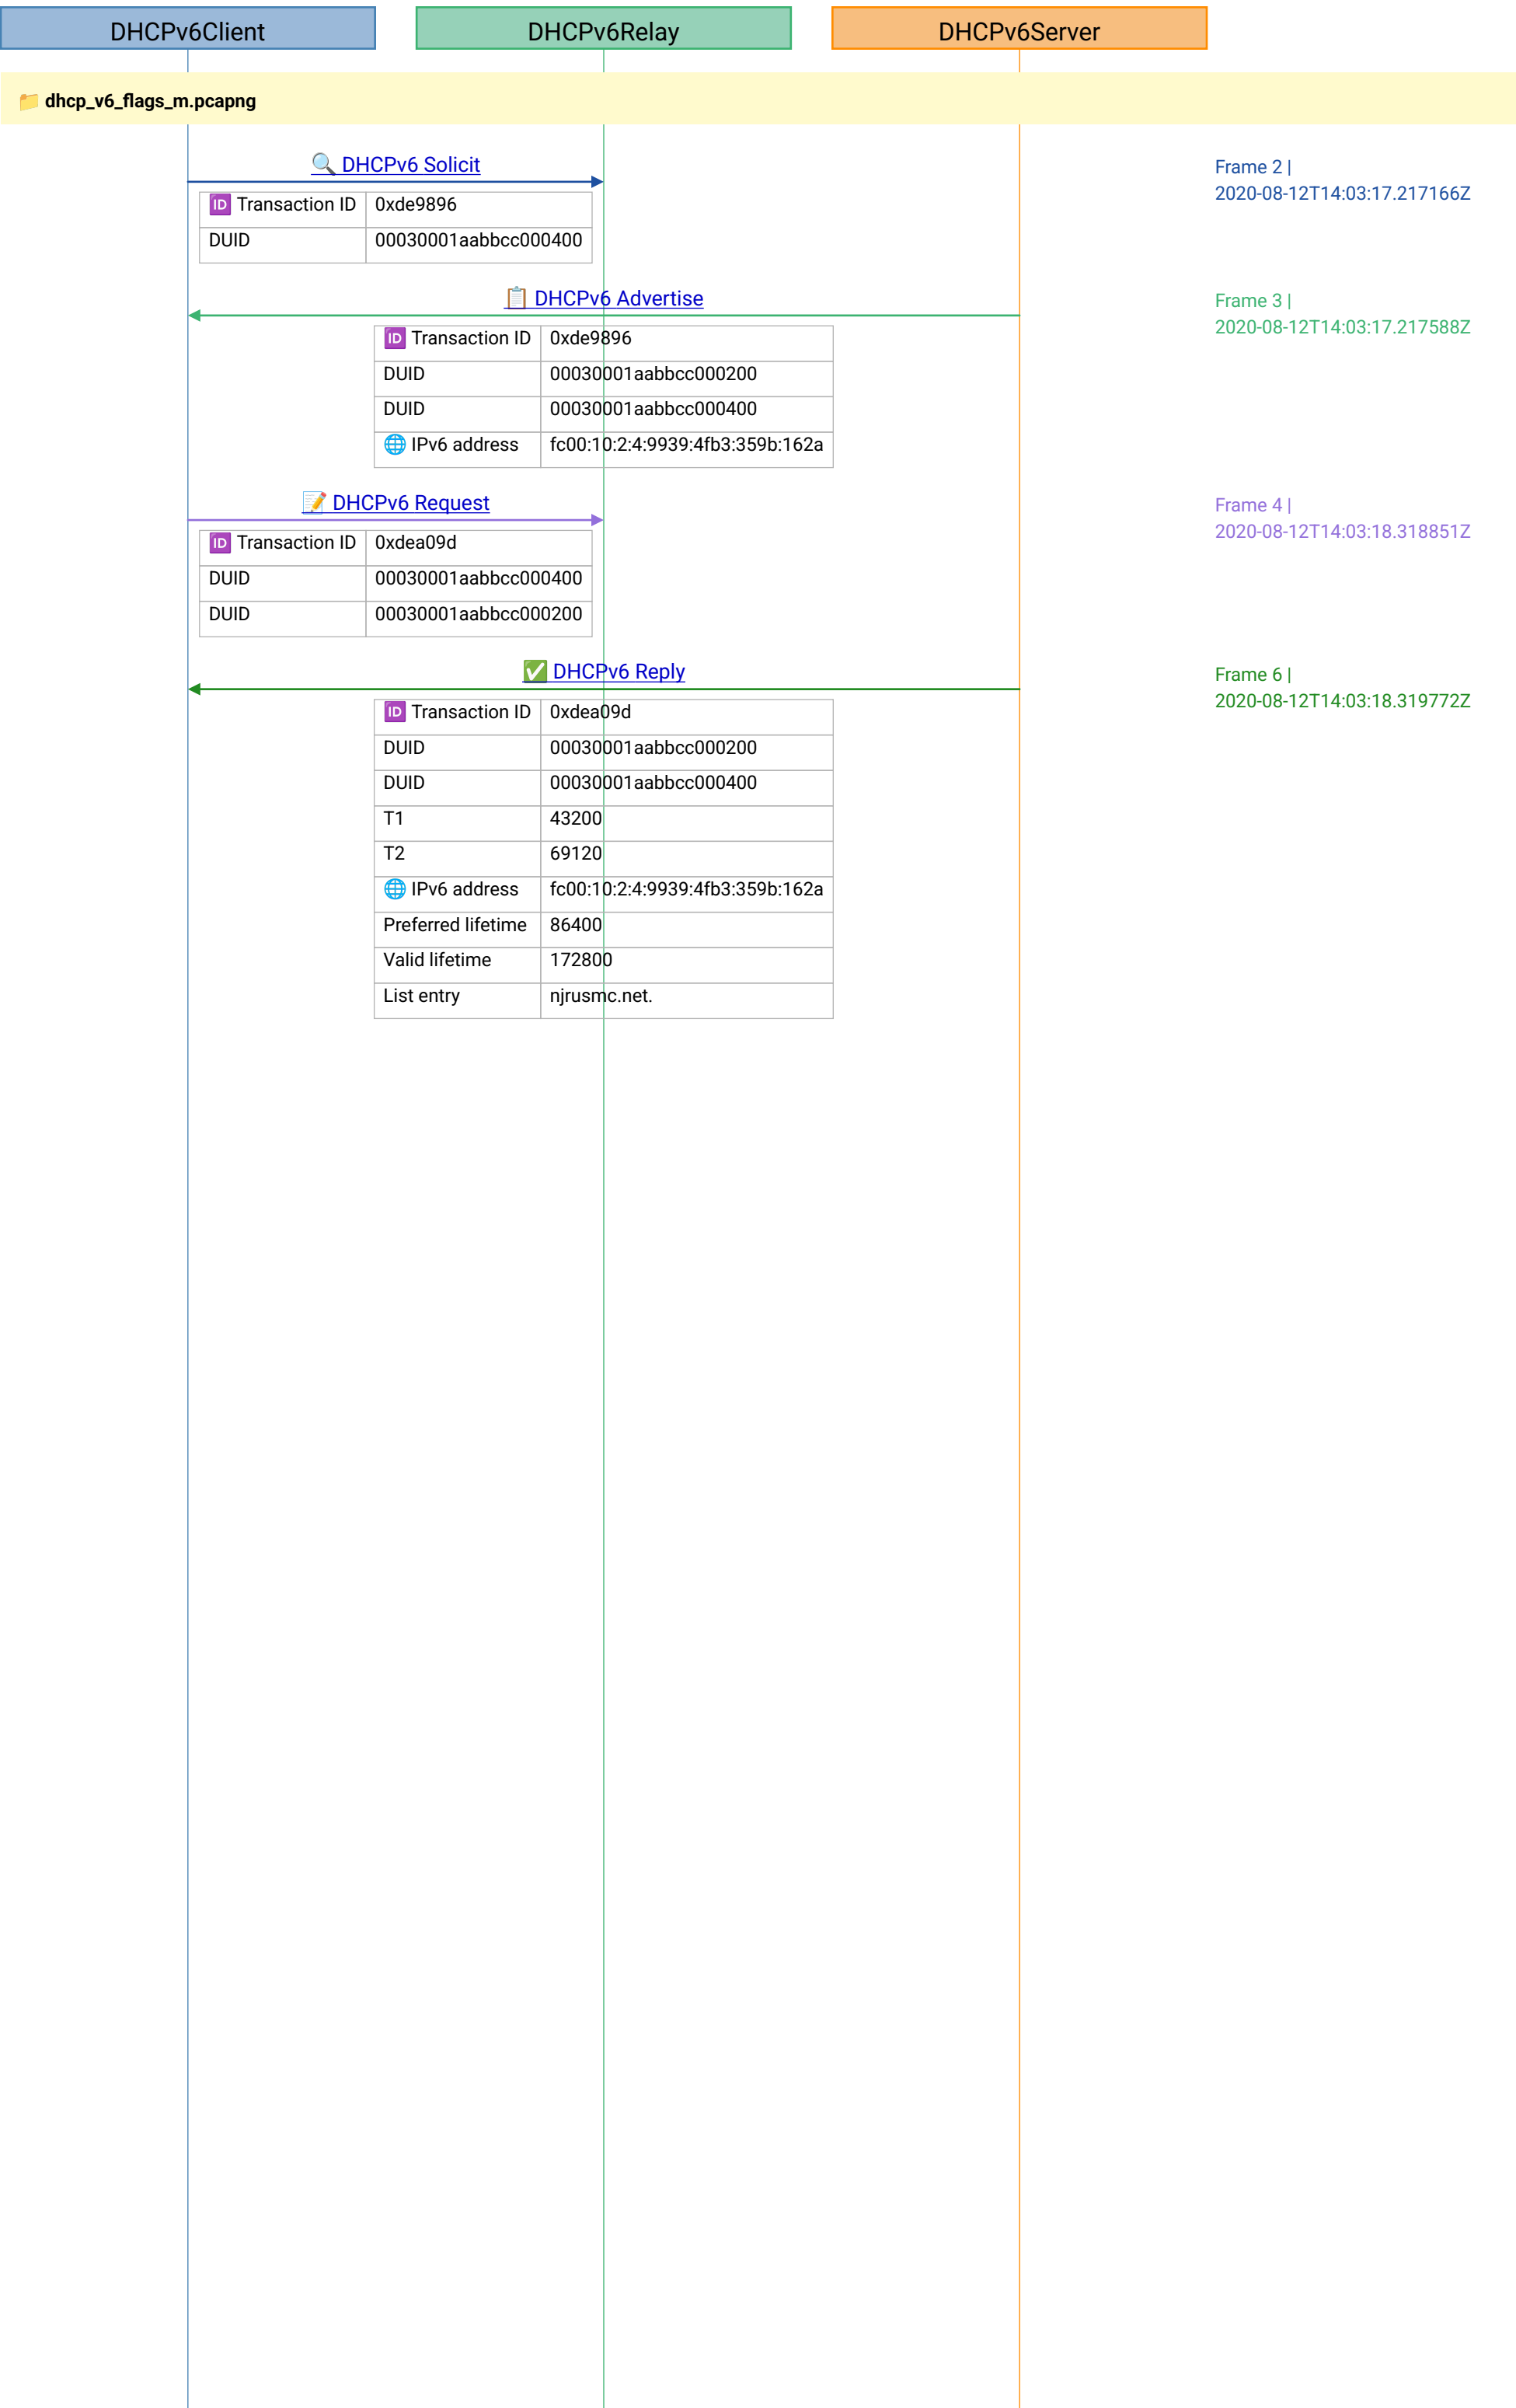 DHCPv6Client DHCPv6Relay DHCPv6Server
📁 dhcp_v6_flags_m.pcapng
🔍 DHCPv6 Solicit
Frame 2 |
2020-08-12T14:03:17.217166Z
🆔 Transaction ID 0xde9896
DUID 00030001aabbcc000400
📋 DHCPv6 Advertise
Frame 3 |
2020-08-12T14:03:17.217588Z
🆔 Transaction ID 0xde9896
DUID 00030001aabbcc000200
DUID 00030001aabbcc000400
🌐 IPv6 address fc00:10:2:4:9939:4fb3:359b:162a
📝 DHCPv6 Request
Frame 4 |
2020-08-12T14:03:18.318851Z
🆔 Transaction ID 0xdea09d
DUID 00030001aabbcc000400
DUID 00030001aabbcc000200
✅ DHCPv6 Reply
Frame 6 |
2020-08-12T14:03:18.319772Z
🆔 Transaction ID 0xdea09d
DUID 00030001aabbcc000200
DUID 00030001aabbcc000400
T1 43200
T2 69120
🌐 IPv6 address fc00:10:2:4:9939:4fb3:359b:162a
Preferred lifetime 86400
Valid lifetime 172800
List entry njrusmc.net.